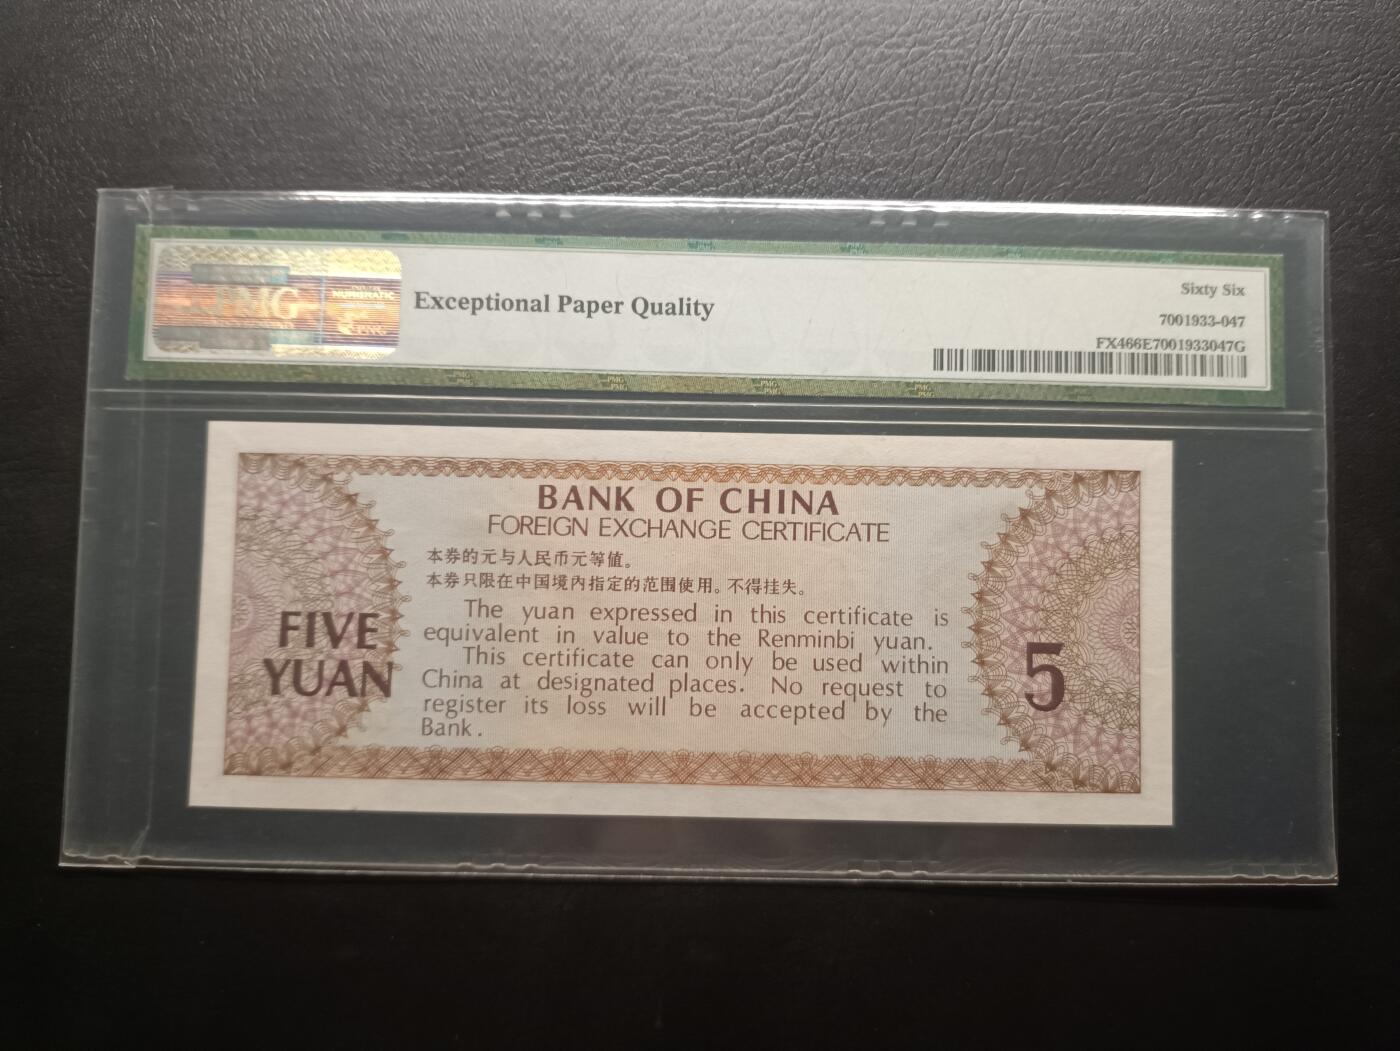 PMG
NUMISMATIC
PMG
Exceptional Paper Quality
Sixty Six
7001933-047
FX466E7001933047G
BANK OF CHINA
FOREIGN EXCHANGE CERTIFICATE
本券的元与人民币元等值。
本券只限在中国境内指定的范围使用。不得挂失。
The yuan expressed in this certificate is
equivalent in value to the Renminbi yuan.
This certificate can only be used within
China at designated places. No request to
register its loss will be accepted by the
Bank.
FIVE
YUAN
5